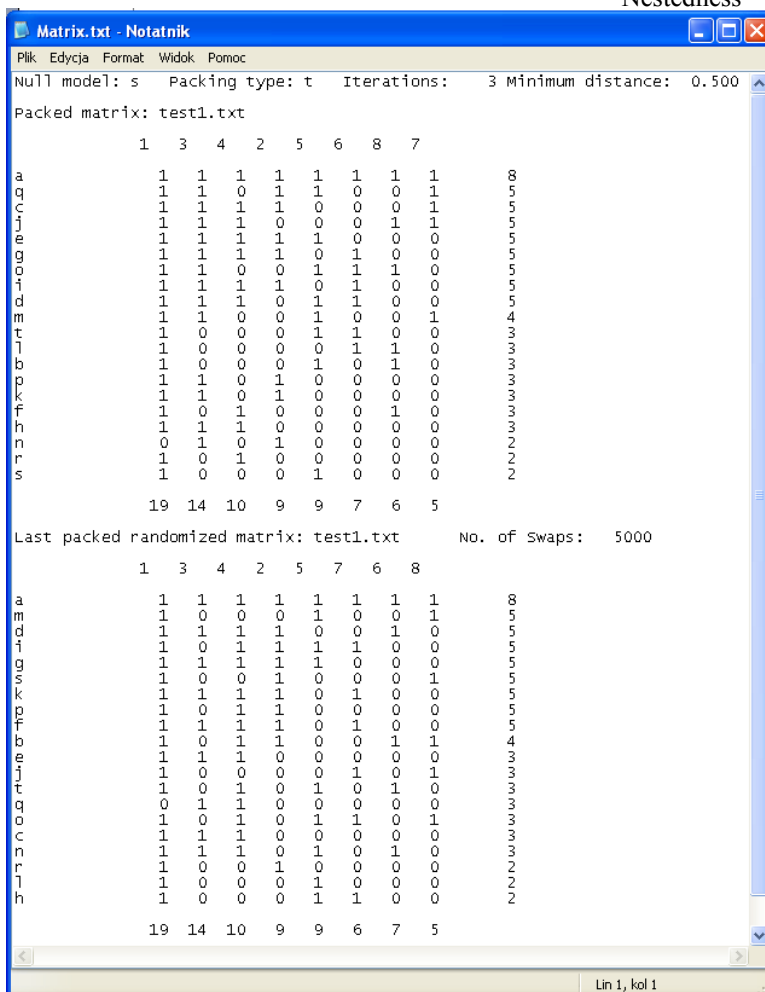 Nestedness
Matrix.txt - Notatnik
Plik Edycja Format Widok Pomoc
Null model: s Packing type: t Iterations: 3 Minimum distance: 0.500
Packed matrix: test1.txt
1 3 4 2 5 6 8 7
a 1 1 1 1 1 1 1 1 8
q 1 1 0 1 1 0 0 1 5
c 1 1 1 1 0 0 0 1 5
j 1 1 1 0 0 0 1 1 5
e 1 1 1 1 1 0 0 0 5
g 1 1 1 1 0 1 0 0 5
o 1 1 0 0 1 1 1 0 5
i 1 1 1 1 0 1 0 0 5
d 1 1 1 0 1 1 0 0 5
m 1 1 0 0 1 0 0 1 4
t 1 0 0 0 1 1 0 0 3
l 1 0 0 0 0 1 1 0 3
b 1 0 0 0 1 0 1 0 3
p 1 1 0 1 0 0 0 0 3
k 1 1 0 1 0 0 0 0 3
f 1 0 1 0 0 0 1 0 3
h 1 1 1 0 0 0 0 0 3
n 0 1 0 1 0 0 0 0 2
r 1 0 1 0 0 0 0 0 2
s 1 0 0 0 1 0 0 0 2
19 14 10 9 9 7 6 5
Last packed randomized matrix: test1.txt No. of Swaps: 5000
1 3 4 2 5 7 6 8
a 1 1 1 1 1 1 1 1 8
m 1 0 0 0 1 0 0 1 5
d 1 1 1 1 0 0 1 0 5
i 1 0 1 1 1 1 0 0 5
g 1 1 1 1 1 0 0 0 5
s 1 0 0 1 0 0 0 1 5
k 1 1 1 1 0 1 0 0 5
p 1 0 1 1 0 0 0 0 5
f 1 1 1 1 0 1 0 0 5
b 1 0 1 1 0 0 1 1 4
e 1 1 1 0 0 0 0 0 3
j 1 0 0 0 0 1 0 1 3
t 1 0 1 0 1 0 1 0 3
q 0 1 1 0 0 0 0 0 3
o 1 0 1 0 1 1 0 1 3
c 1 1 1 0 0 0 0 0 3
n 1 1 1 0 1 0 1 0 3
r 1 0 0 1 0 0 0 0 2
l 1 0 0 0 1 0 0 0 2
h 1 0 0 0 1 1 0 0 2
19 14 10 9 9 6 7 5
Lin 1, kol 1